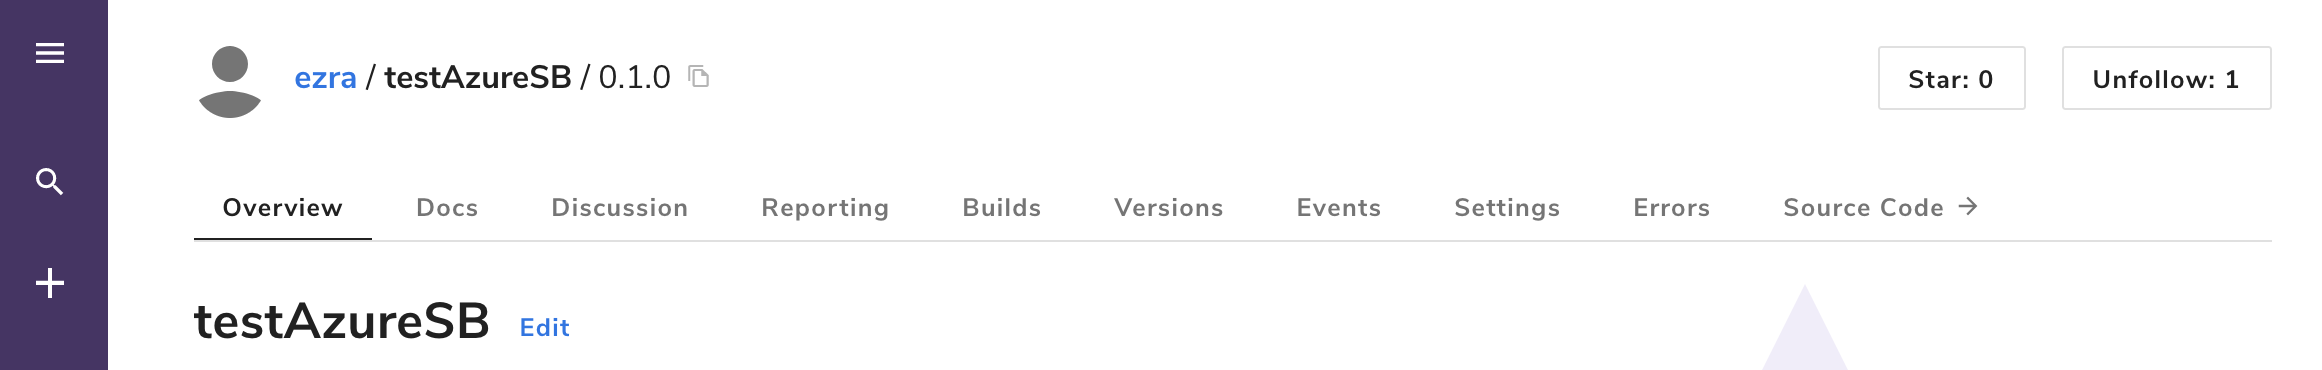 ezra / testAzureSB / 0.1.0
Star: 0
Unfollow: 1
Overview Docs Discussion Reporting Builds Versions Events Settings Errors Source Code →
testAzureSB Edit